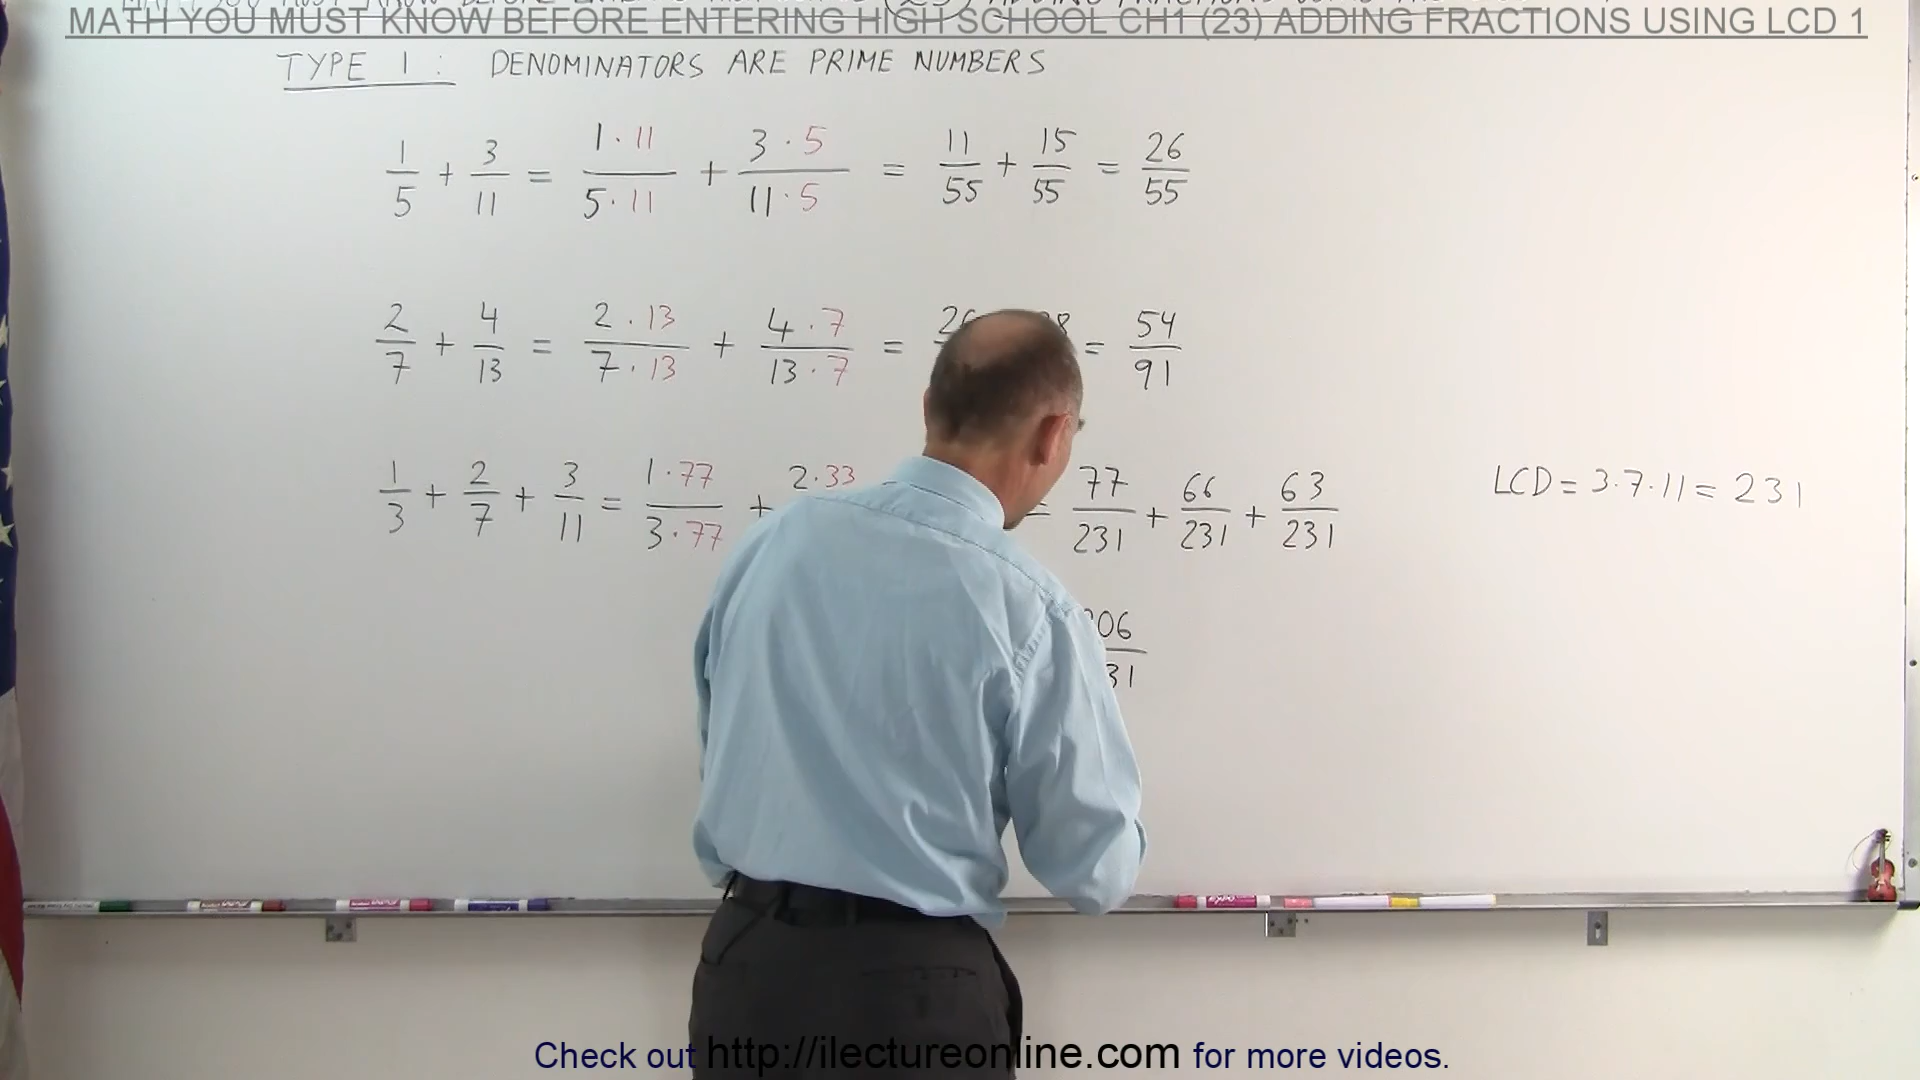 MATH YOU MUST KNOW BEFORE ENTERING HIGH SCHOOL CH1 (23) ADDING FRACTIONS USING LCD 1
TYPE 1 : DENOMINATORS ARE PRIME NUMBERS
1/5 + 3/11 = 1·11/5·11 + 3·5/11·5 = 11/55 + 15/55 = 26/55
2/7 + 4/13 = 2·13/7·13 + 4·7/13·7 = = 54/91
1/3 + 2/7 + 3/11 = 1·77/3·77 + 2·33 = 77/231 + 66/231 + 63/231 LCD = 3·7·11 = 231
06/31
Check out http://ilectureonline.com for more videos.